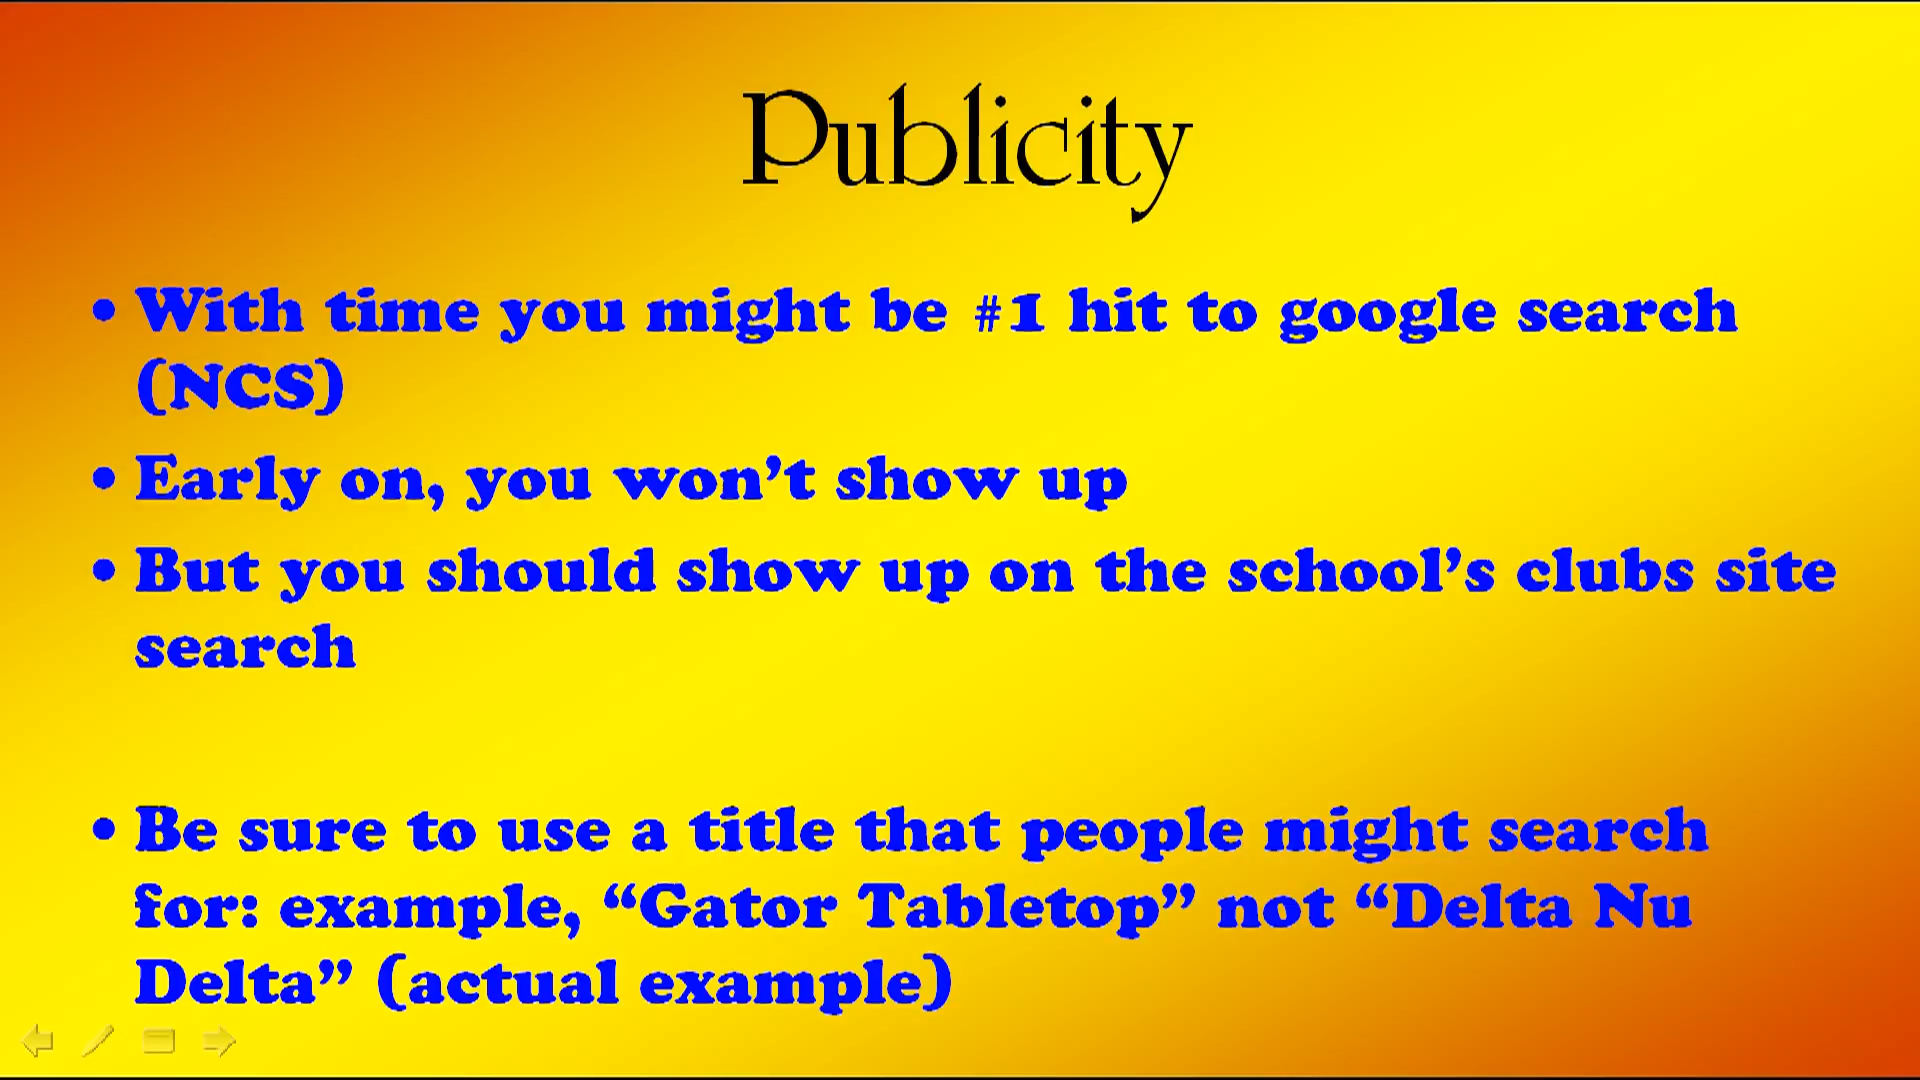 Publicity
• With time you might be #1 hit to google search
(NCS)
• Early on, you won’t show up
• But you should show up on the school’s clubs site
search
• Be sure to use a title that people might search
for: example, “Gator Tabletop” not “Delta Nu
Delta” (actual example)